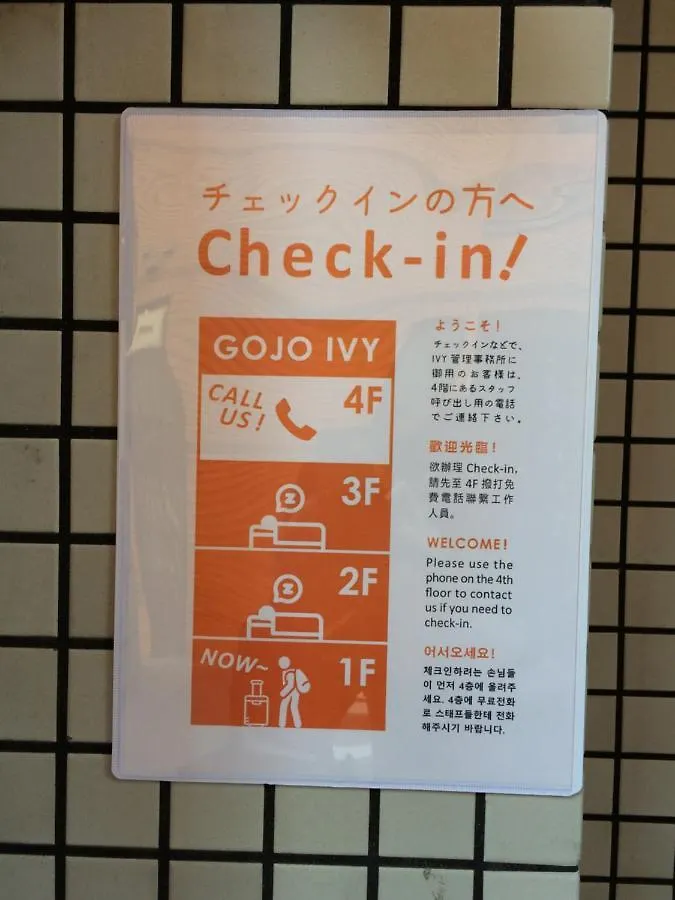 チェックインの方へ
Check-in!
GOJO IVY
CALL
US!
4F
3F
2F
NOW~
1F
ようこそ!
チェックインなどで、
IVY 管理事務所に
御用のお客様は、
4階にあるスタッフ
呼び出し用の電話
でご連絡下さい。
歡迎光臨!
欲辦理 Check-in,
請先至 4F 撥打免
費電話聯繫工作
人員。
WELCOME!
Please use the
phone on the 4th
floor to contact
us if you need to
check-in.
어서오세요!
체크인하려는 손님들
이 먼저 4층에 올려주
세요. 4층에 무료전화
로 스태프들한테 전화
해주시기 바랍니다.